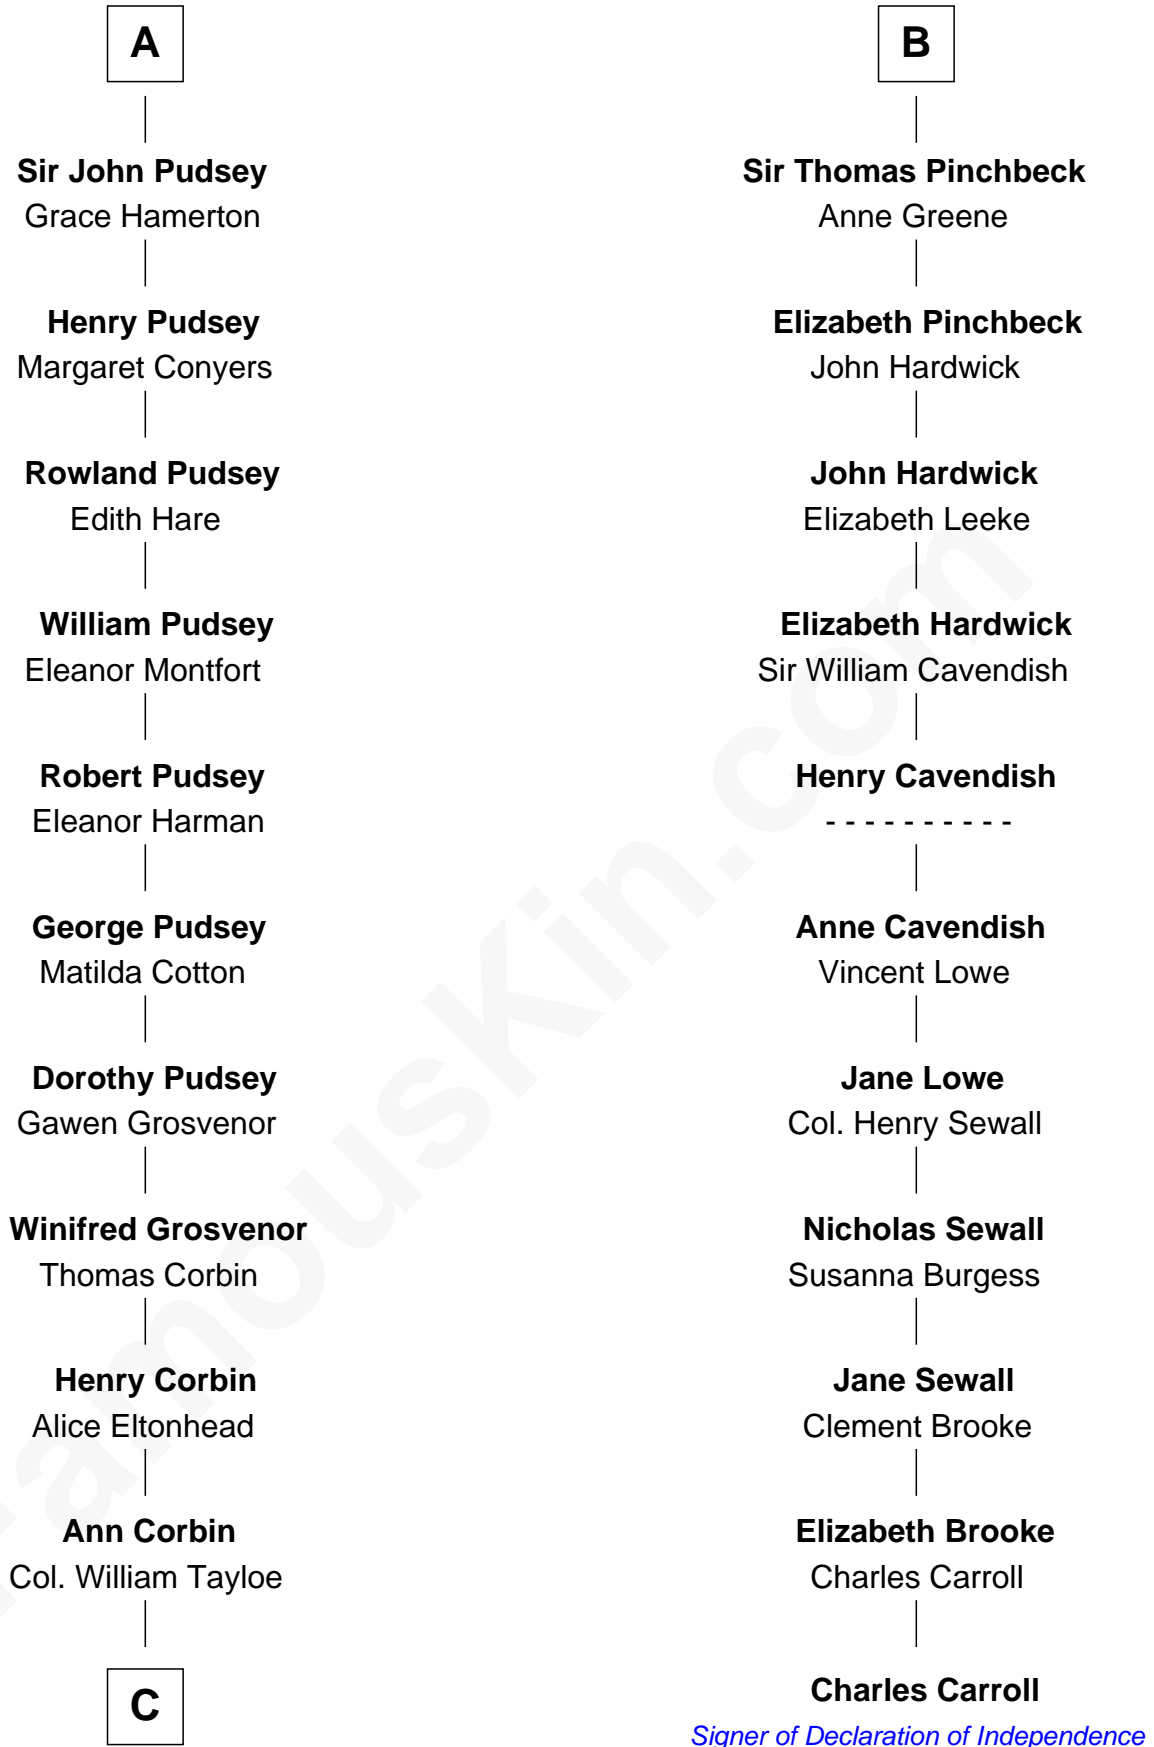 A
Sir John Pudsey
Grace Hamerton
Henry Pudsey
Margaret Conyers
Rowland Pudsey
Edith Hare
William Pudsey
Eleanor Montfort
Robert Pudsey
Eleanor Harman
George Pudsey
Matilda Cotton
Dorothy Pudsey
Gawen Grosvenor
Winifred Grosvenor
Thomas Corbin
Henry Corbin
Alice Eltonhead
Ann Corbin
Col. William Tayloe
C
B
Sir Thomas Pinchbeck
Anne Greene
Elizabeth Pinchbeck
John Hardwick
John Hardwick
Elizabeth Leeke
Elizabeth Hardwick
Sir William Cavendish
Henry Cavendish
- - - - - - - - - -
Anne Cavendish
Vincent Lowe
Jane Lowe
Col. Henry Sewall
Nicholas Sewall
Susanna Burgess
Jane Sewall
Clement Brooke
Elizabeth Brooke
Charles Carroll
Charles Carroll
Signer of Declaration of Independence
FamousKin.com